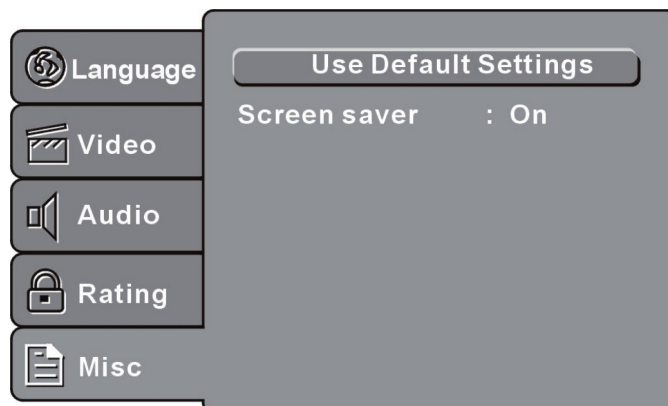 Language
Video
Audio
Rating
Misc
Use Default Settings
Screen saver : On